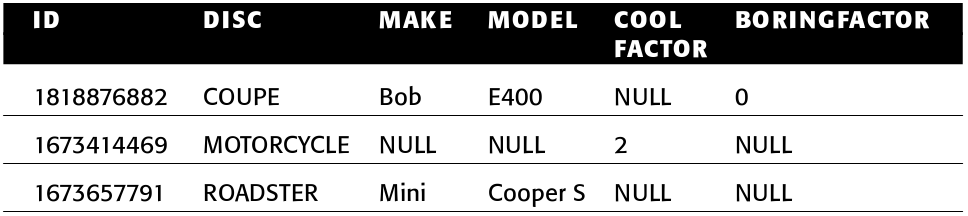 ID DISC MAKE MODEL COOL FACTOR BORINGFACTOR
1818876882 COUPE Bob E400 NULL 0
1673414469 MOTORCYCLE NULL NULL 2 NULL
1673657791 ROADSTER Mini Cooper S NULL NULL